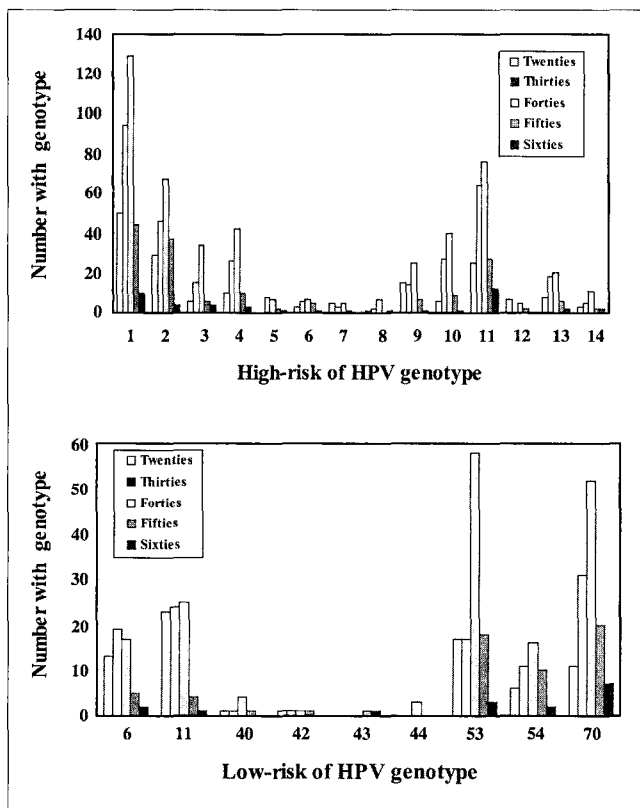 140
120
100
80
60
40
20
0
Number with genotype
Twenties
Thirties
Forties
Fifties
Sixties
1 2 3 4 5 6 7 8 9 10 11 12 13 14
High-risk of HPV genotype
60
50
40
30
20
10
0
Number with genotype
Twenties
Thirties
Forties
Fifties
Sixties
6 11 40 42 43 44 53 54 70
Low-risk of HPV genotype